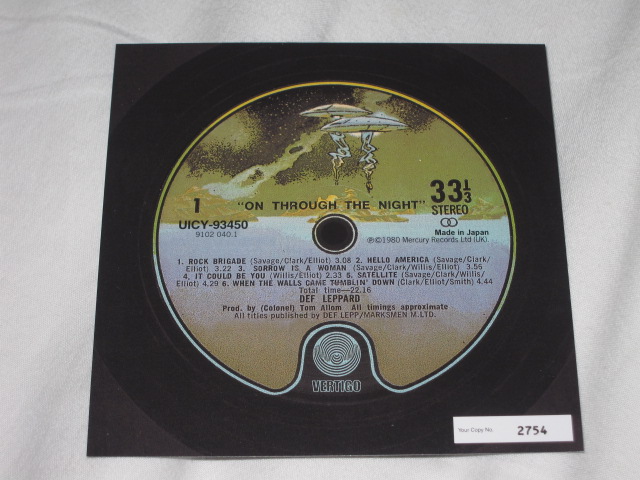 1 "ON THROUGH THE NIGHT" 33⅓
STEREO
UICY-93450
9102 040.1
Made in Japan
℗©1980 Mercury Records Ltd (UK)
1. ROCK BRIGADE (Savage/Clark/Elliot) 3.08 2. HELLO AMERICA (Savage/Clark/
Elliot) 3.22 3. SORROW IS A WOMAN (Savage/Clark/Willis/Elliot) 3.56
4. IT COULD BE YOU (Willis/Elliot) 2.33 5. SATELLITE (Savage/Clark/Willis/
Elliot) 4.29 6. WHEN THE WALLS CAME TUMBLIN' DOWN (Clark/Elliot/Smith) 4.44
Total time—22.16
DEF LEPPARD
Prod. by (Colonel) Tom Allom All timings approximate
All titles published by DEF LEPP/MARKSMEN M.LTD.
VERTIGO
Your Copy No. 2754